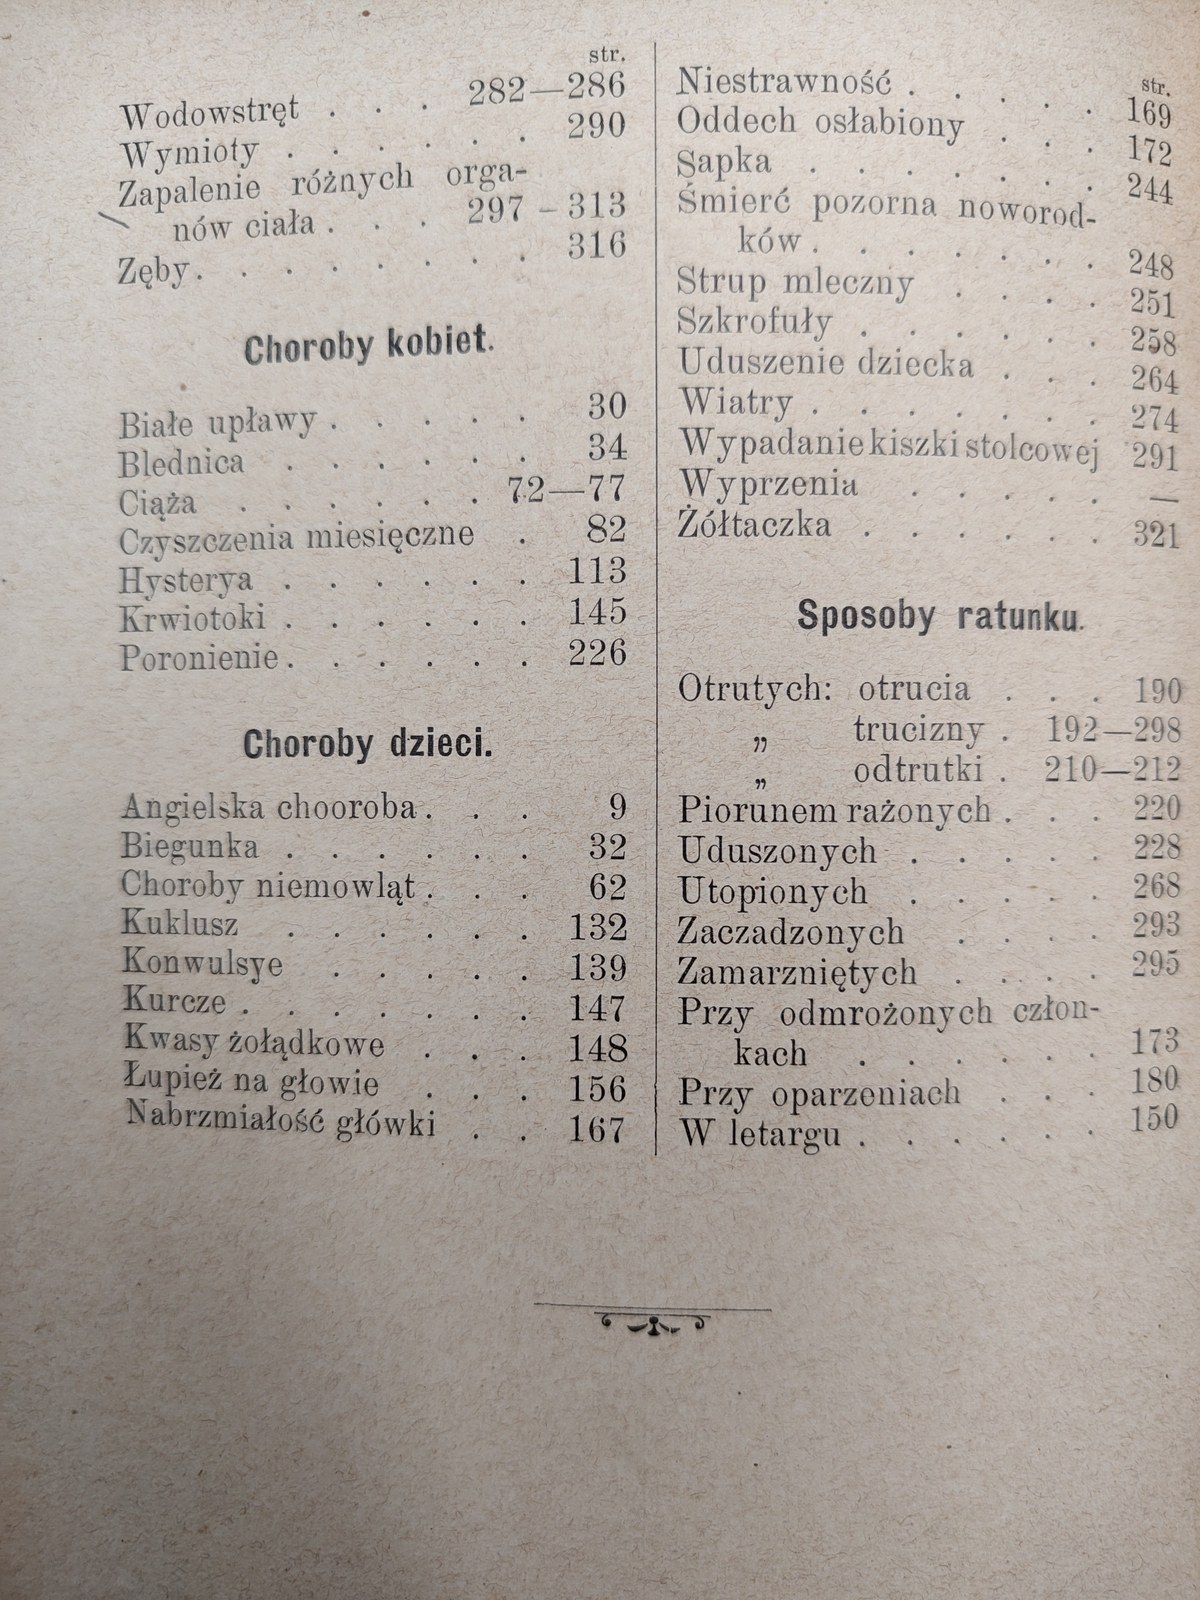 str.
Wodowstręt . . . 282—286
Wymioty . . . . . . 290
Zapalenie różnych orga-
nów ciała . . . 297 - 313
Zęby . . . . . . . . 316
Choroby kobiet.
Białe upławy . . . . . 30
Blednica . . . . . . 34
Ciąża . . . . . . 72—77
Czyszczenia miesięczne . 82
Hysterya . . . . . . 113
Krwiotoki . . . . . . 145
Poronienie . . . . . . 226
Choroby dzieci.
Angielska chooroba . . . 9
Biegunka . . . . . . 32
Choroby niemowląt . . . 62
Kuklusz . . . . . . 132
Konwulsye . . . . . 139
Kurcze . . . . . . . 147
Kwasy żołądkowe . . . 148
Łupież na głowie . . . 156
Nabrzmiałość główki . . 167
str.
Niestrawność . . . . . 169
Oddech osłabiony . . . 172
Sapka . . . . . . . 244
Śmierć pozorna noworod-
ków . . . . . . . 248
Strup mleczny . . . . 251
Szkrofuły . . . . . . 258
Uduszenie dziecka . . . 264
Wiatry . . . . . . . 274
Wypadanie kiszki stolcowej 291
Wyprzenia . . . . . —
Żółtaczka . . . . . . 321
Sposoby ratunku.
Otrutych: otrucia . . . 190
„ trucizny . 192—298
„ odtrutki . 210—212
Piorunem rażonych . . . 220
Uduszonych . . . . . 228
Utopionych . . . . . 268
Zaczadzonych . . . . 293
Zamarzniętych . . . . 295
Przy odmrożonych człon-
kach . . . . . . 173
Przy oparzeniach . . . 180
W letargu . . . . . . 150